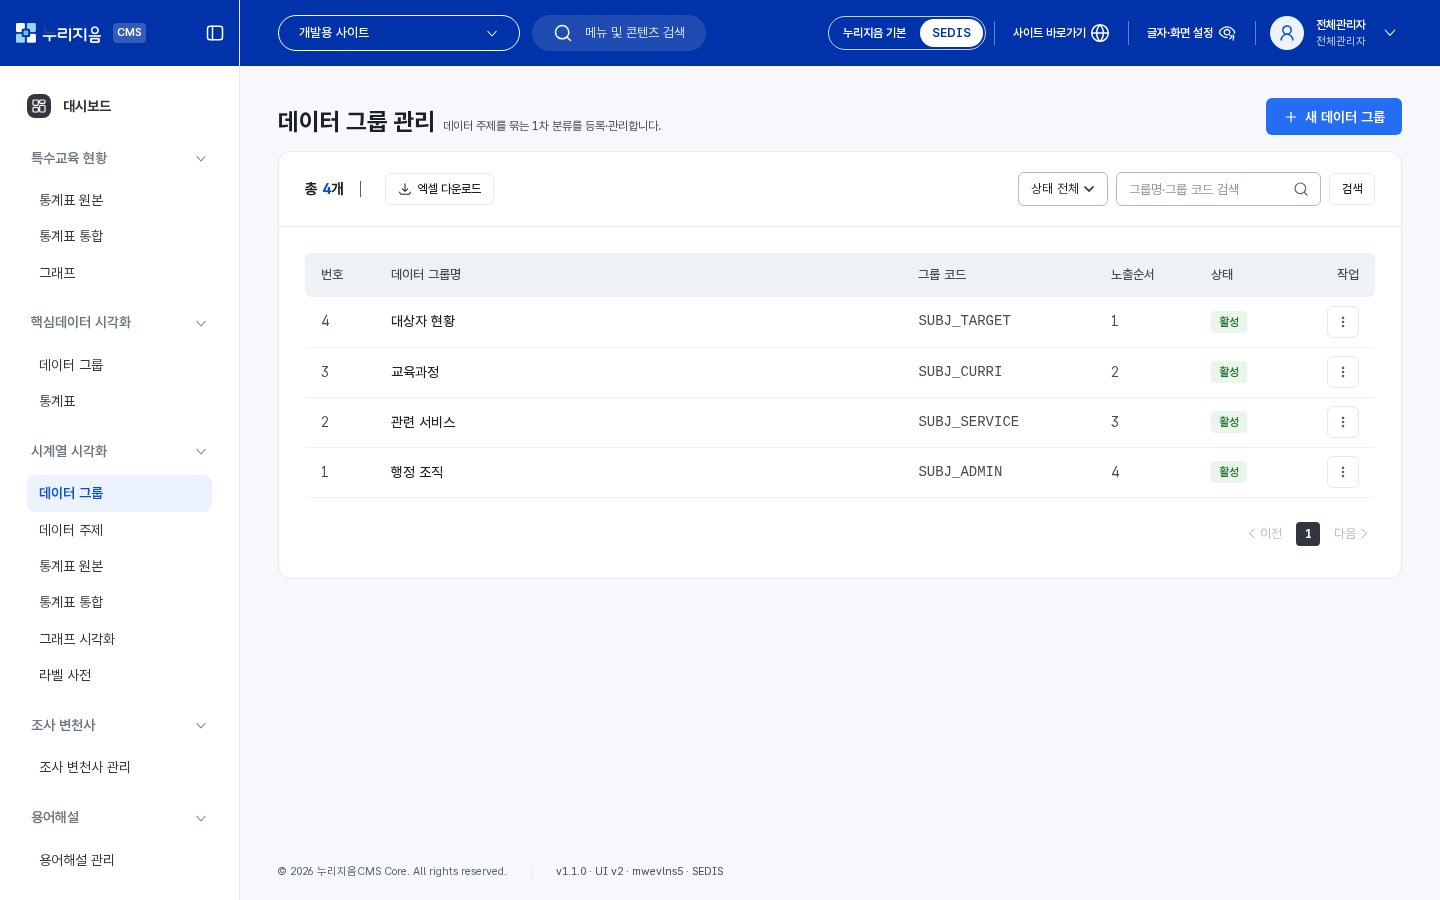 누리지음 CMS
개발용 사이트
메뉴 및 콘텐츠 검색
누리지음 기본
SEDIS
사이트 바로가기
글자·화면 설정
전체관리자
전체관리자
대시보드
특수교육 현황
통계표 원본
통계표 통합
그래프
핵심데이터 시각화
데이터 그룹
통계표
시계열 시각화
데이터 그룹
데이터 주제
통계표 원본
통계표 통합
그래프 시각화
라벨 사전
조사 변천사
조사 변천사 관리
용어해설
용어해설 관리
데이터 그룹 관리 데이터 주제를 묶는 1차 분류를 등록·관리합니다.
새 데이터 그룹
총 4개
엑셀 다운로드
상태 전체
그룹명·그룹 코드 검색
검색
번호 데이터 그룹명 그룹 코드 노출순서 상태 작업
4 대상자 현황 SUBJ_TARGET 1 활성
3 교육과정 SUBJ_CURRI 2 활성
2 관련 서비스 SUBJ_SERVICE 3 활성
1 행정 조직 SUBJ_ADMIN 4 활성
이전 1 다음
© 2026 누리지음CMS Core. All rights reserved.
v1.1.0 · UI v2 · mwevlns5 · SEDIS